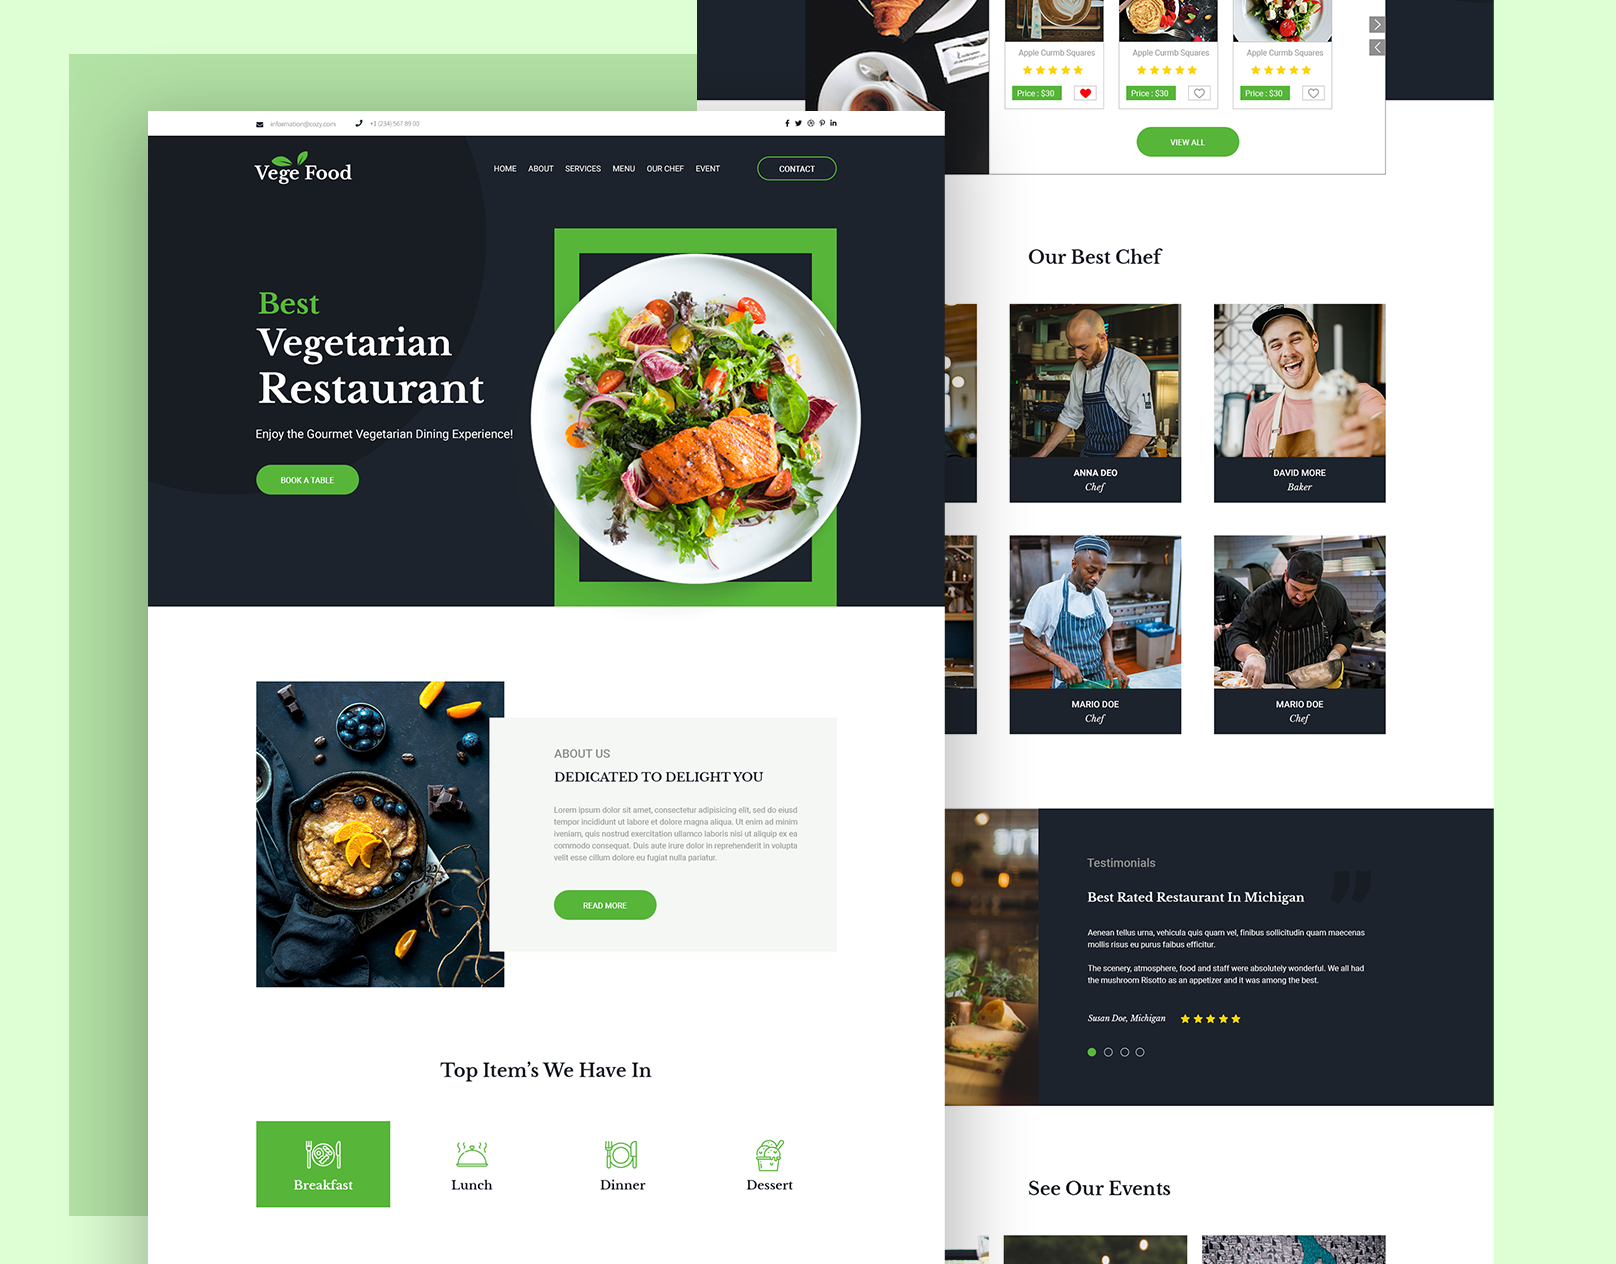 information@cozy.com
+1 (234) 567 89 00
Vege Food
HOME ABOUT SERVICES MENU OUR CHEF EVENT
CONTACT
Best
Vegetarian
Restaurant
Enjoy the Gourmet Vegetarian Dining Experience!
BOOK A TABLE
ABOUT US
DEDICATED TO DELIGHT YOU
Lorem ipsum dolor sit amet, consectetur adipisicing elit, sed do eiusd
tempor incididunt ut labore et dolore magna aliqua. Ut enim ad minim
iveniam, quis nostrud exercitation ullamco laboris nisi ut aliquip ex ea
commodo consequat. Duis aute irure dolor in reprehenderit in volupta
velit esse cillum dolore eu fugiat nulla pariatur.
READ MORE
Top Item's We Have In
Breakfast
Lunch
Dinner
Dessert
Apple Curmb Squares
Price : $30
Apple Curmb Squares
Price : $30
Apple Curmb Squares
Price : $30
VIEW ALL
Our Best Chef
ANNA DEO
Chef
DAVID MORE
Baker
MARIO DOE
Chef
MARIO DOE
Chef
Testimonials
Best Rated Restaurant In Michigan
Aenean tellus urna, vehicula quis quam vel, finibus sollicitudin quam maecenas
mollis risus eu purus faibus efficitur.
The scenery, atmosphere, food and staff were absolutely wonderful. We all had
the mushroom Risotto as an appetizer and it was among the best.
Susan Doe, Michigan
See Our Events